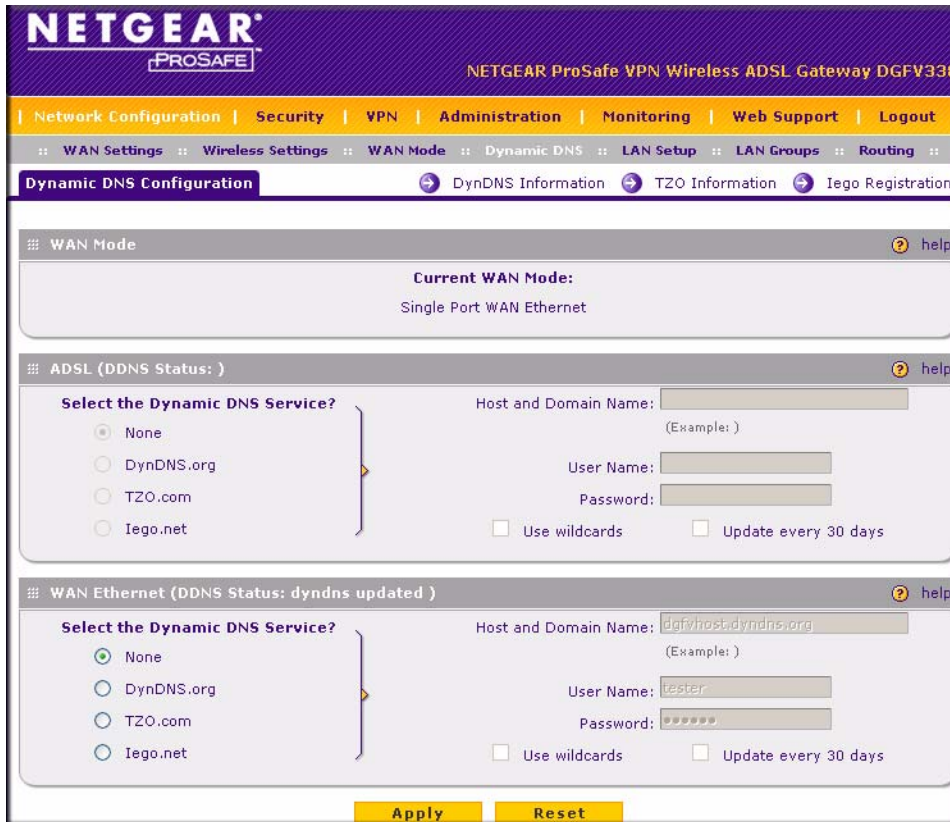 NETGEAR
PROSAFE
NETGEAR ProSafe VPN Wireless ADSL Gateway DGFV338
| Network Configuration | Security | VPN | Administration | Monitoring | Web Support | Logout
:: WAN Settings :: Wireless Settings :: WAN Mode :: Dynamic DNS :: LAN Setup :: LAN Groups :: Routing ::
Dynamic DNS Configuration DynDNS Information TZO Information Iego Registration
WAN Mode ? help
Current WAN Mode:
Single Port WAN Ethernet
ADSL (DDNS Status: ) ? help
Select the Dynamic DNS Service?
None
DynDNS.org
TZO.com
Iego.net
Host and Domain Name:
(Example: )
User Name:
Password:
Use wildcards Update every 30 days
WAN Ethernet (DDNS Status: dyndns updated ) ? help
Select the Dynamic DNS Service?
None
DynDNS.org
TZO.com
Iego.net
Host and Domain Name: dgfvhost.dyndns.org
(Example: )
User Name: tester
Password: ●●●●●●
Use wildcards Update every 30 days
Apply Reset